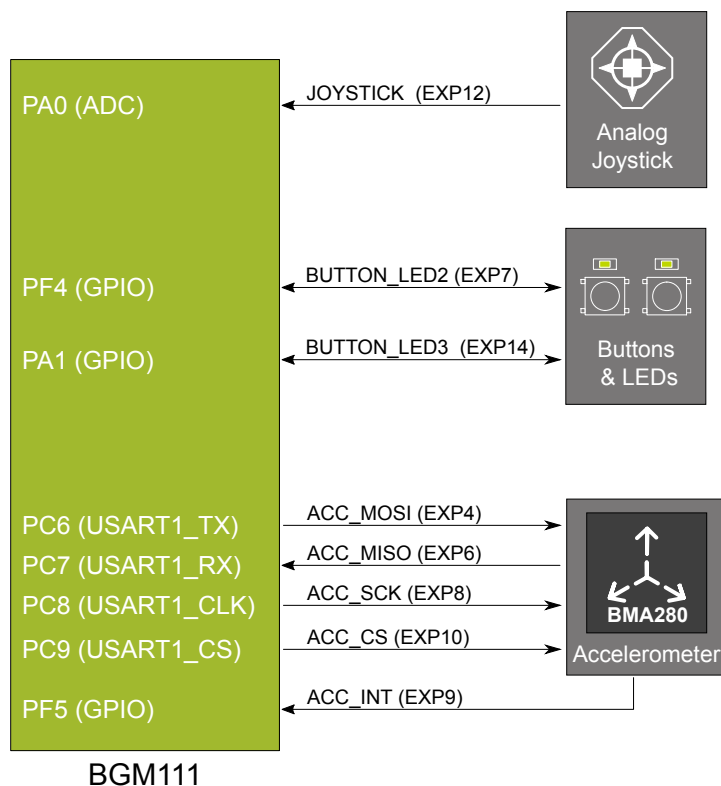 PA0 (ADC)
JOYSTICK (EXP12)
Analog
Joystick
PF4 (GPIO)
BUTTON_LED2 (EXP7)
PA1 (GPIO)
BUTTON_LED3 (EXP14)
Buttons
& LEDs
PC6 (USART1_TX)
ACC_MOSI (EXP4)
PC7 (USART1_RX)
ACC_MISO (EXP6)
PC8 (USART1_CLK)
ACC_SCK (EXP8)
PC9 (USART1_CS)
ACC_CS (EXP10)
BMA280
Accelerometer
PF5 (GPIO)
ACC_INT (EXP9)
BGM111